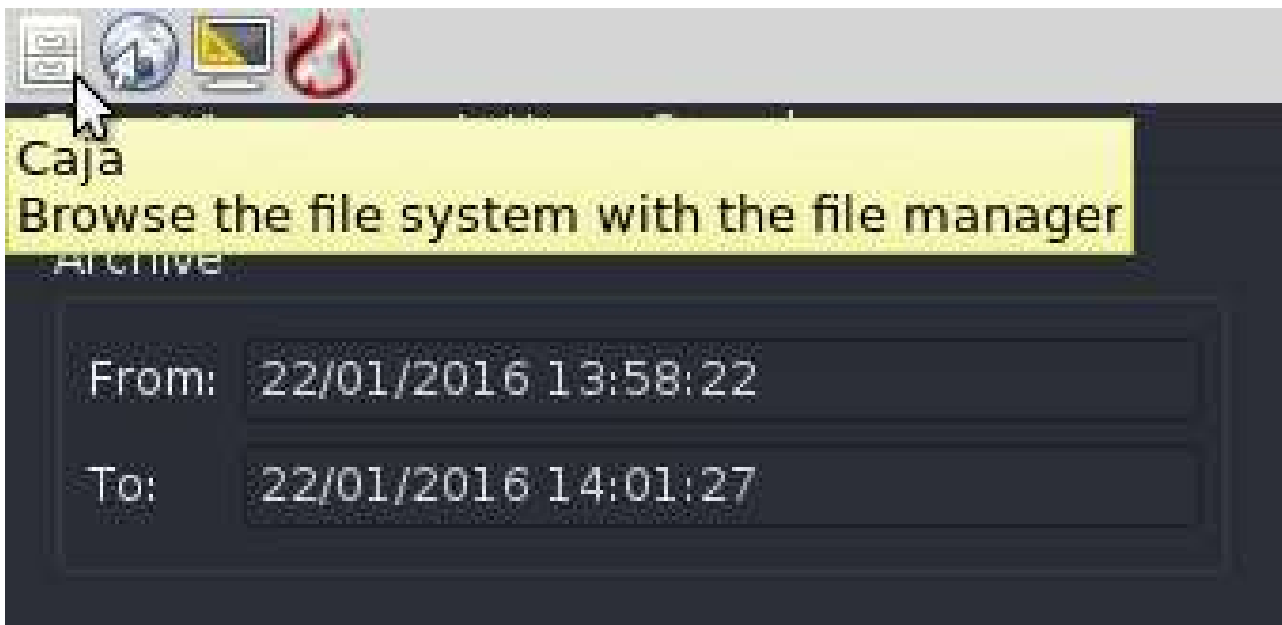 Caja
Browse the file system with the file manager
Archive
From: 22/01/2016 13:58:22
To: 22/01/2016 14:01:27